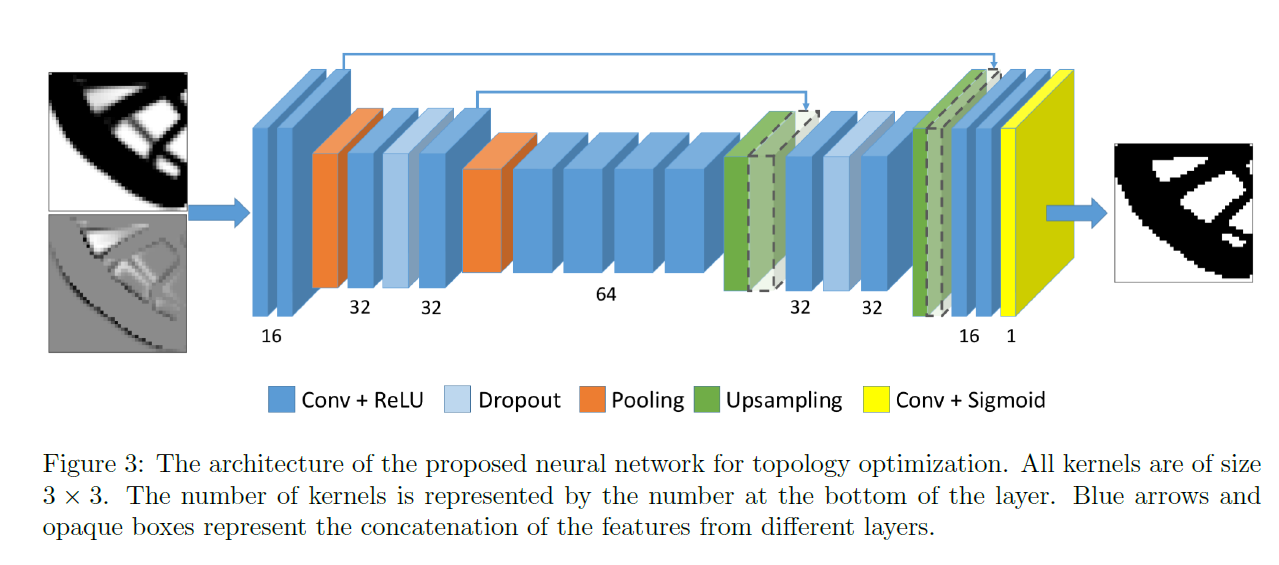 16
32
32
64
32
32
16
1
Conv + ReLU
Dropout
Pooling
Upsampling
Conv + Sigmoid
Figure 3: The architecture of the proposed neural network for topology optimization. All kernels are of size
3 × 3. The number of kernels is represented by the number at the bottom of the layer. Blue arrows and
opaque boxes represent the concatenation of the features from different layers.